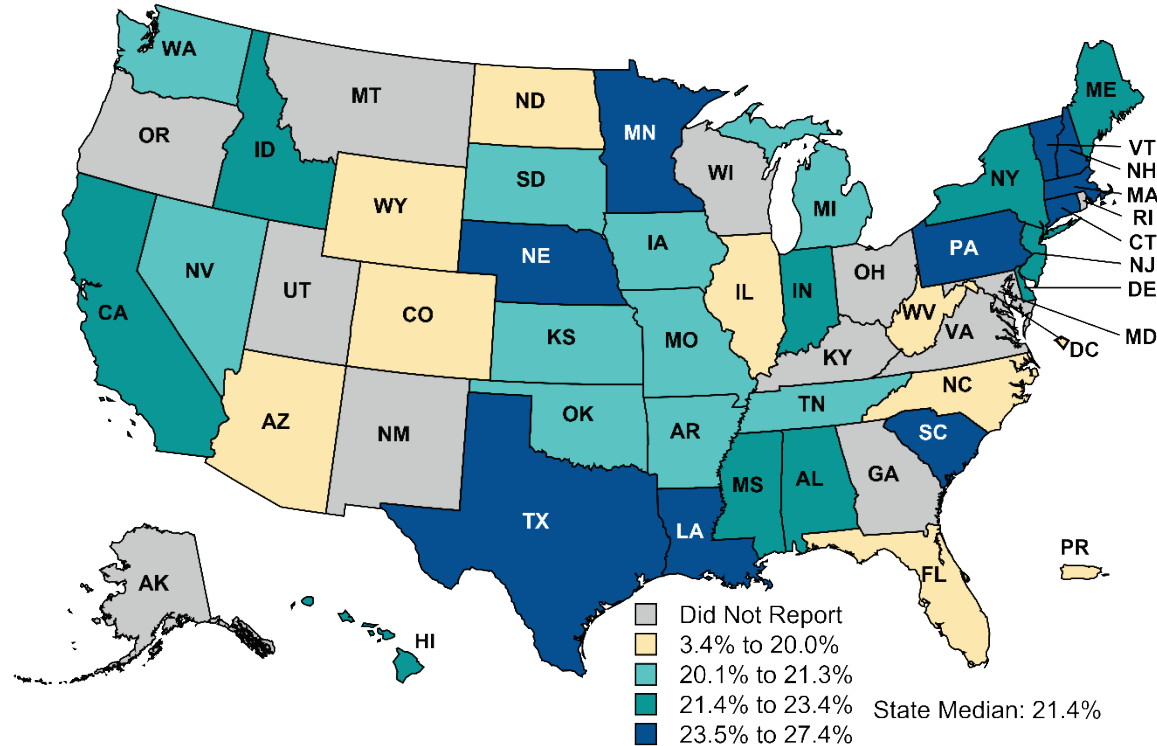 WA
MT
ND
MN
ME
OR
ID
SD
WI
VT
NH
NY
MA
WY
MI
RI
IA
CT
NE
PA
NV
NJ
OH
UT
IL
IN
DE
CA
CO
WV
KS
MO
VA
MD
KY
DC
NC
TN
AZ
OK
NM
AR
SC
MS
AL
GA
TX
LA
PR
FL
AK
HI
Did Not Report
3.4% to 20.0%
20.1% to 21.3%
21.4% to 23.4%
State Median: 21.4%
23.5% to 27.4%